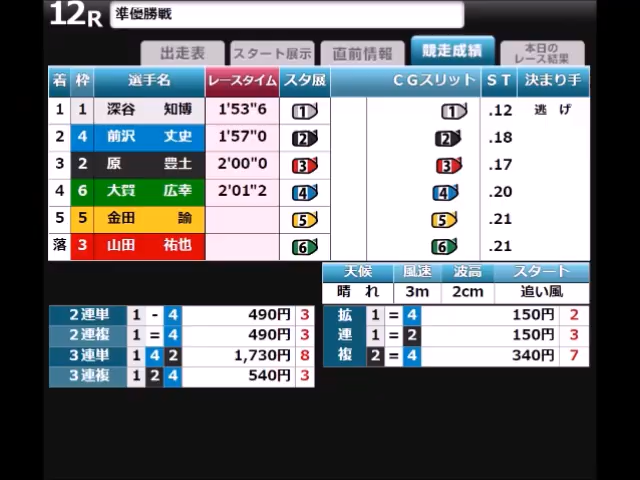 12R 準優勝戦
出走表 スタート展示 直前情報 競走成績 本日のレース結果
着 枠 選手名 レースタイム スタ展 CGスリット ST 決まり手
1 1 深谷 知博 1'53"6 1 1 .12 逃げ
2 4 前沢 丈史 1'57"0 2 2 .18
3 2 原 豊土 2'00"0 3 3 .17
4 6 大賀 広幸 2'01"2 4 4 .20
5 5 金田 諭 5 5 .21
落 3 山田 祐也 6 6 .21
天候 風速 波高 スタート
晴れ 3m 2cm 追い風
2連単 1 - 4 490円 3
2連複 1 = 4 490円 3
3連単 1 4 2 1,730円 8
3連複 1 2 4 540円 3
拡 1 = 4 150円 2
連 1 = 2 150円 3
複 2 = 4 340円 7